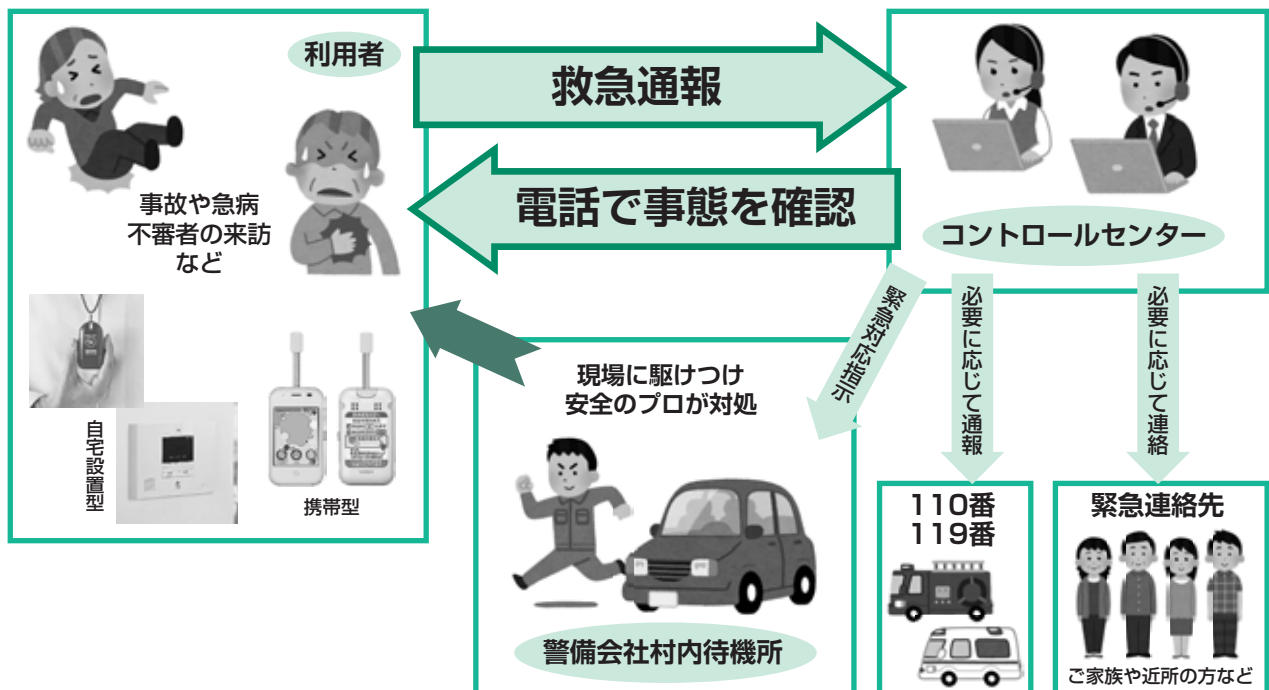 利用者
救急通報
電話で事態を確認
コントロールセンター
事故や急病
不審者の来訪
など
自宅設置型
携帯型
緊急対応指示
必要に応じて通報
必要に応じて連絡
現場に駆けつけ
安全のプロが対処
警備会社村内待機所
110番
119番
緊急連絡先
ご家族や近所の方など